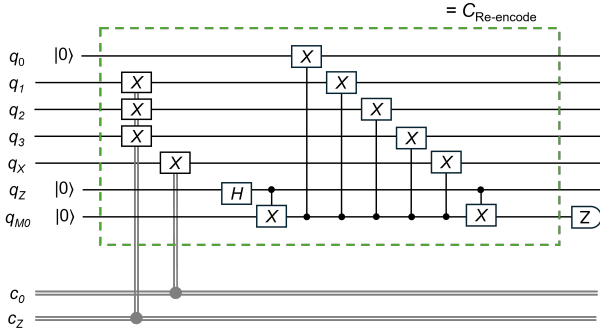 = C_Re-encode
q_0 |0⟩ X
q_1 X X
q_2 X X
q_3 X X
q_X X X
q_Z |0⟩ H
q_M0 |0⟩ X X Z
c_0
c_Z